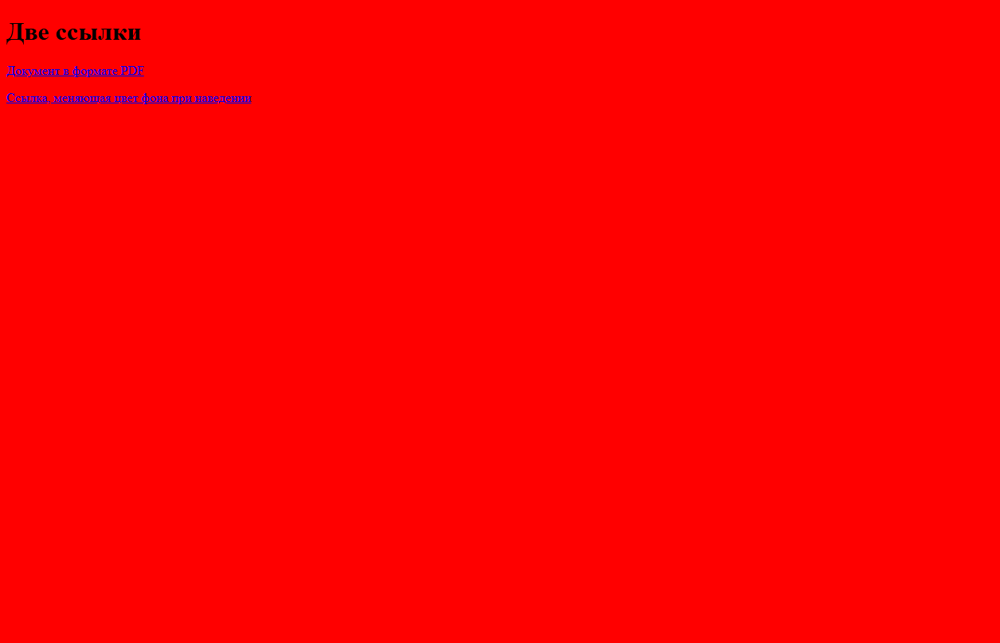 Две ссылки
Документ в формате PDF
Ссылка, меняющая цвет фона при наведении